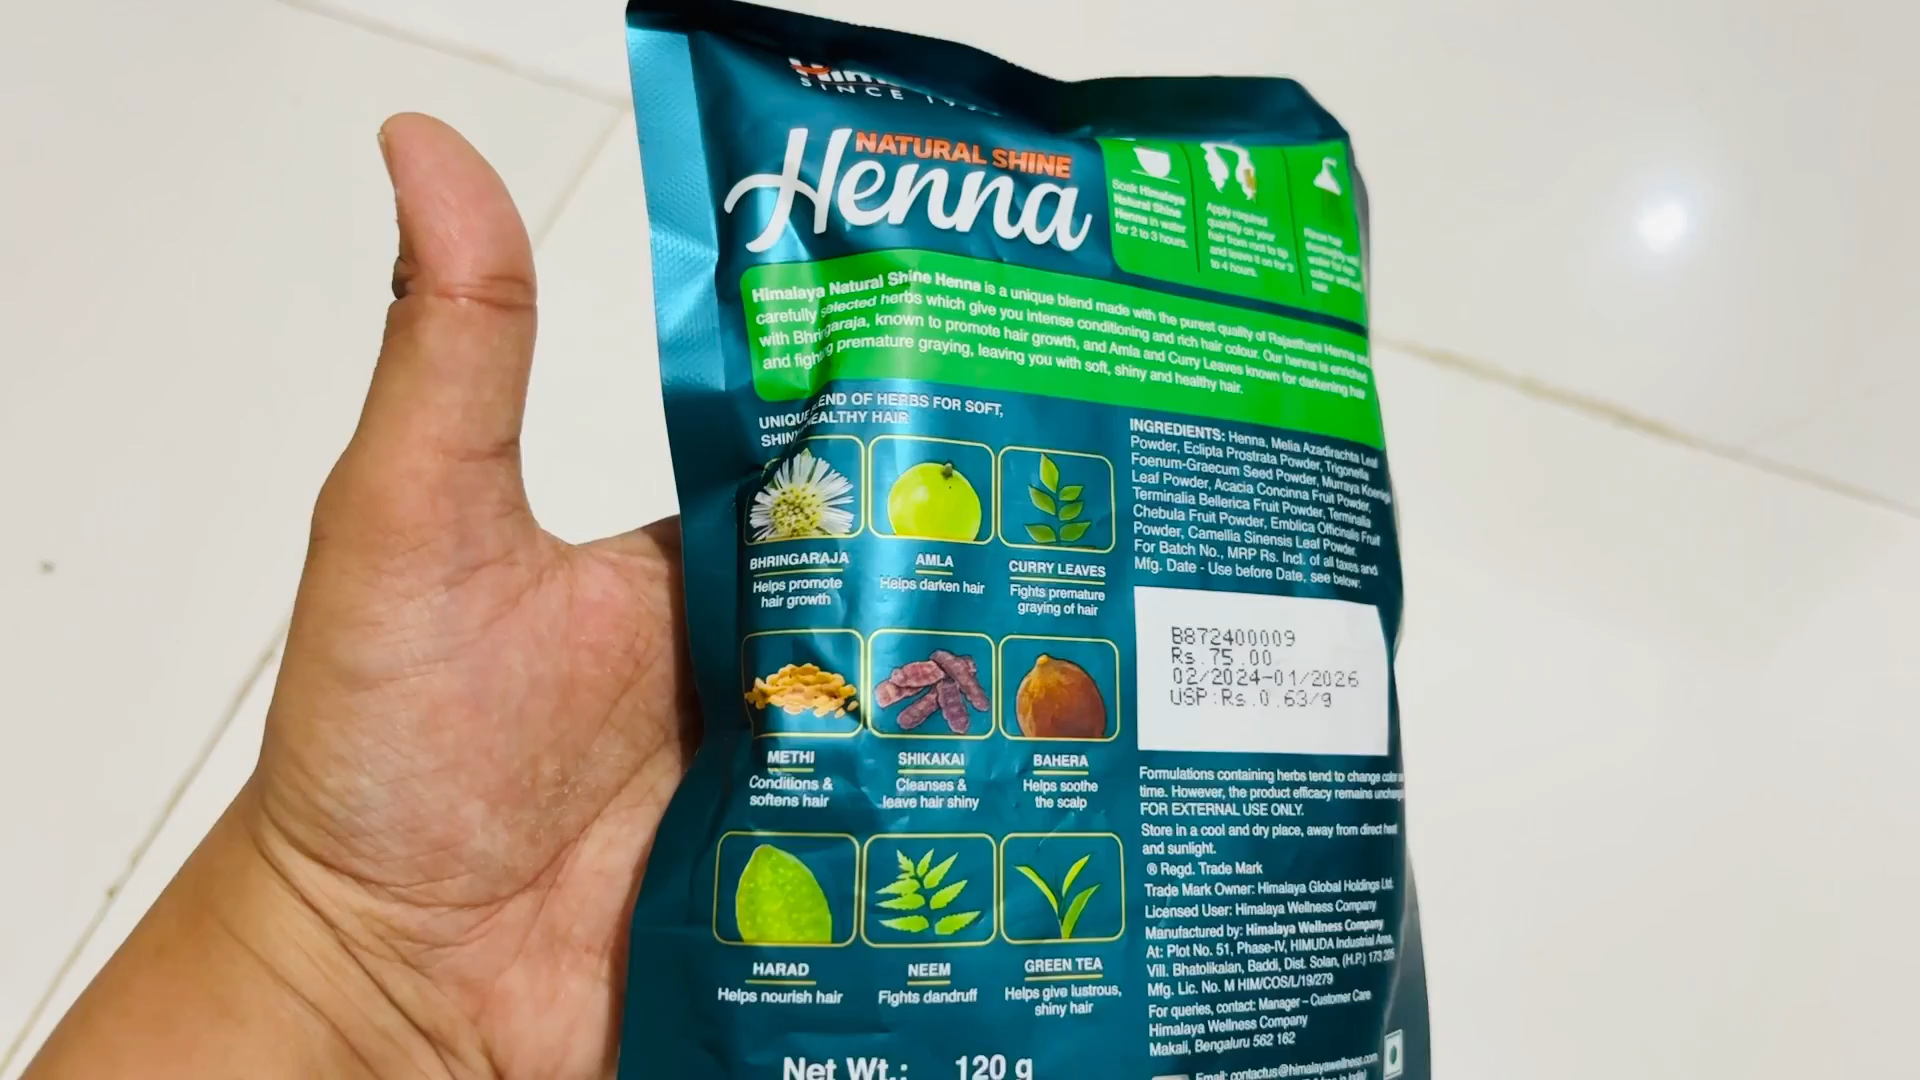 SINCE
NATURAL SHINE
Henna
Soak Himalaya
Natural Shine
Henna in water
for 2 to 3 hours.
Apply required
quantity on your
hair from root to tip
and leave it on for 3
to 4 hours.
Rinse hair
Himalaya Natural Shine Henna is a unique blend made with the purest quality of Rajasthani Henna and
carefully selected herbs which give you intense conditioning and rich hair colour. Our henna is enriched
with Bhringaraja, known to promote hair growth, and Amla and Curry Leaves known for darkening hair
and fighting premature graying, leaving you with soft, shiny and healthy hair.
UNIQUE BLEND OF HERBS FOR SOFT,
SHINY HEALTHY HAIR
BHRINGARAJA
Helps promote
hair growth
AMLA
Helps darken hair
CURRY LEAVES
Fights premature
graying of hair
METHI
Conditions &
softens hair
SHIKAKAI
Cleanses &
leave hair shiny
BAHERA
Helps soothe
the scalp
HARAD
Helps nourish hair
NEEM
Fights dandruff
GREEN TEA
Helps give lustrous,
shiny hair
Net Wt.: 120 g
INGREDIENTS: Henna, Melia Azadirachta Leaf
Powder, Eclipta Prostrata Powder, Trigonella
Foenum-Graecum Seed Powder, Murraya Koenigii
Leaf Powder, Acacia Concinna Fruit Powder,
Terminalia Bellerica Fruit Powder, Terminalia
Chebula Fruit Powder, Emblica Officinalis Fruit
Powder, Camellia Sinensis Leaf Powder.
For Batch No., MRP Rs. Incl. of all taxes and
Mfg. Date - Use before Date, see below:
B872400009
Rs.75.00
02/2024-01/2026
USP:Rs.0.63/g
Formulations containing herbs tend to change color
time. However, the product efficacy remains
FOR EXTERNAL USE ONLY.
Store in a cool and dry place, away from direct heat
and sunlight.
® Regd. Trade Mark
Trade Mark Owner: Himalaya Global Holdings Ltd.
Licensed User: Himalaya Wellness Company
Manufactured by: Himalaya Wellness Company
At: Plot No. 51, Phase-IV, HIMUDA Industrial Area,
Vill. Bhatolikalan, Baddi, Dist. Solan, (H.P.) 173 205
Mfg. Lic. No. M HIM/COS/L/19/279
For queries, contact: Manager – Customer Care
Himalaya Wellness Company
Makali, Bengaluru 562 162
Email: contactus@himalayawellness.com